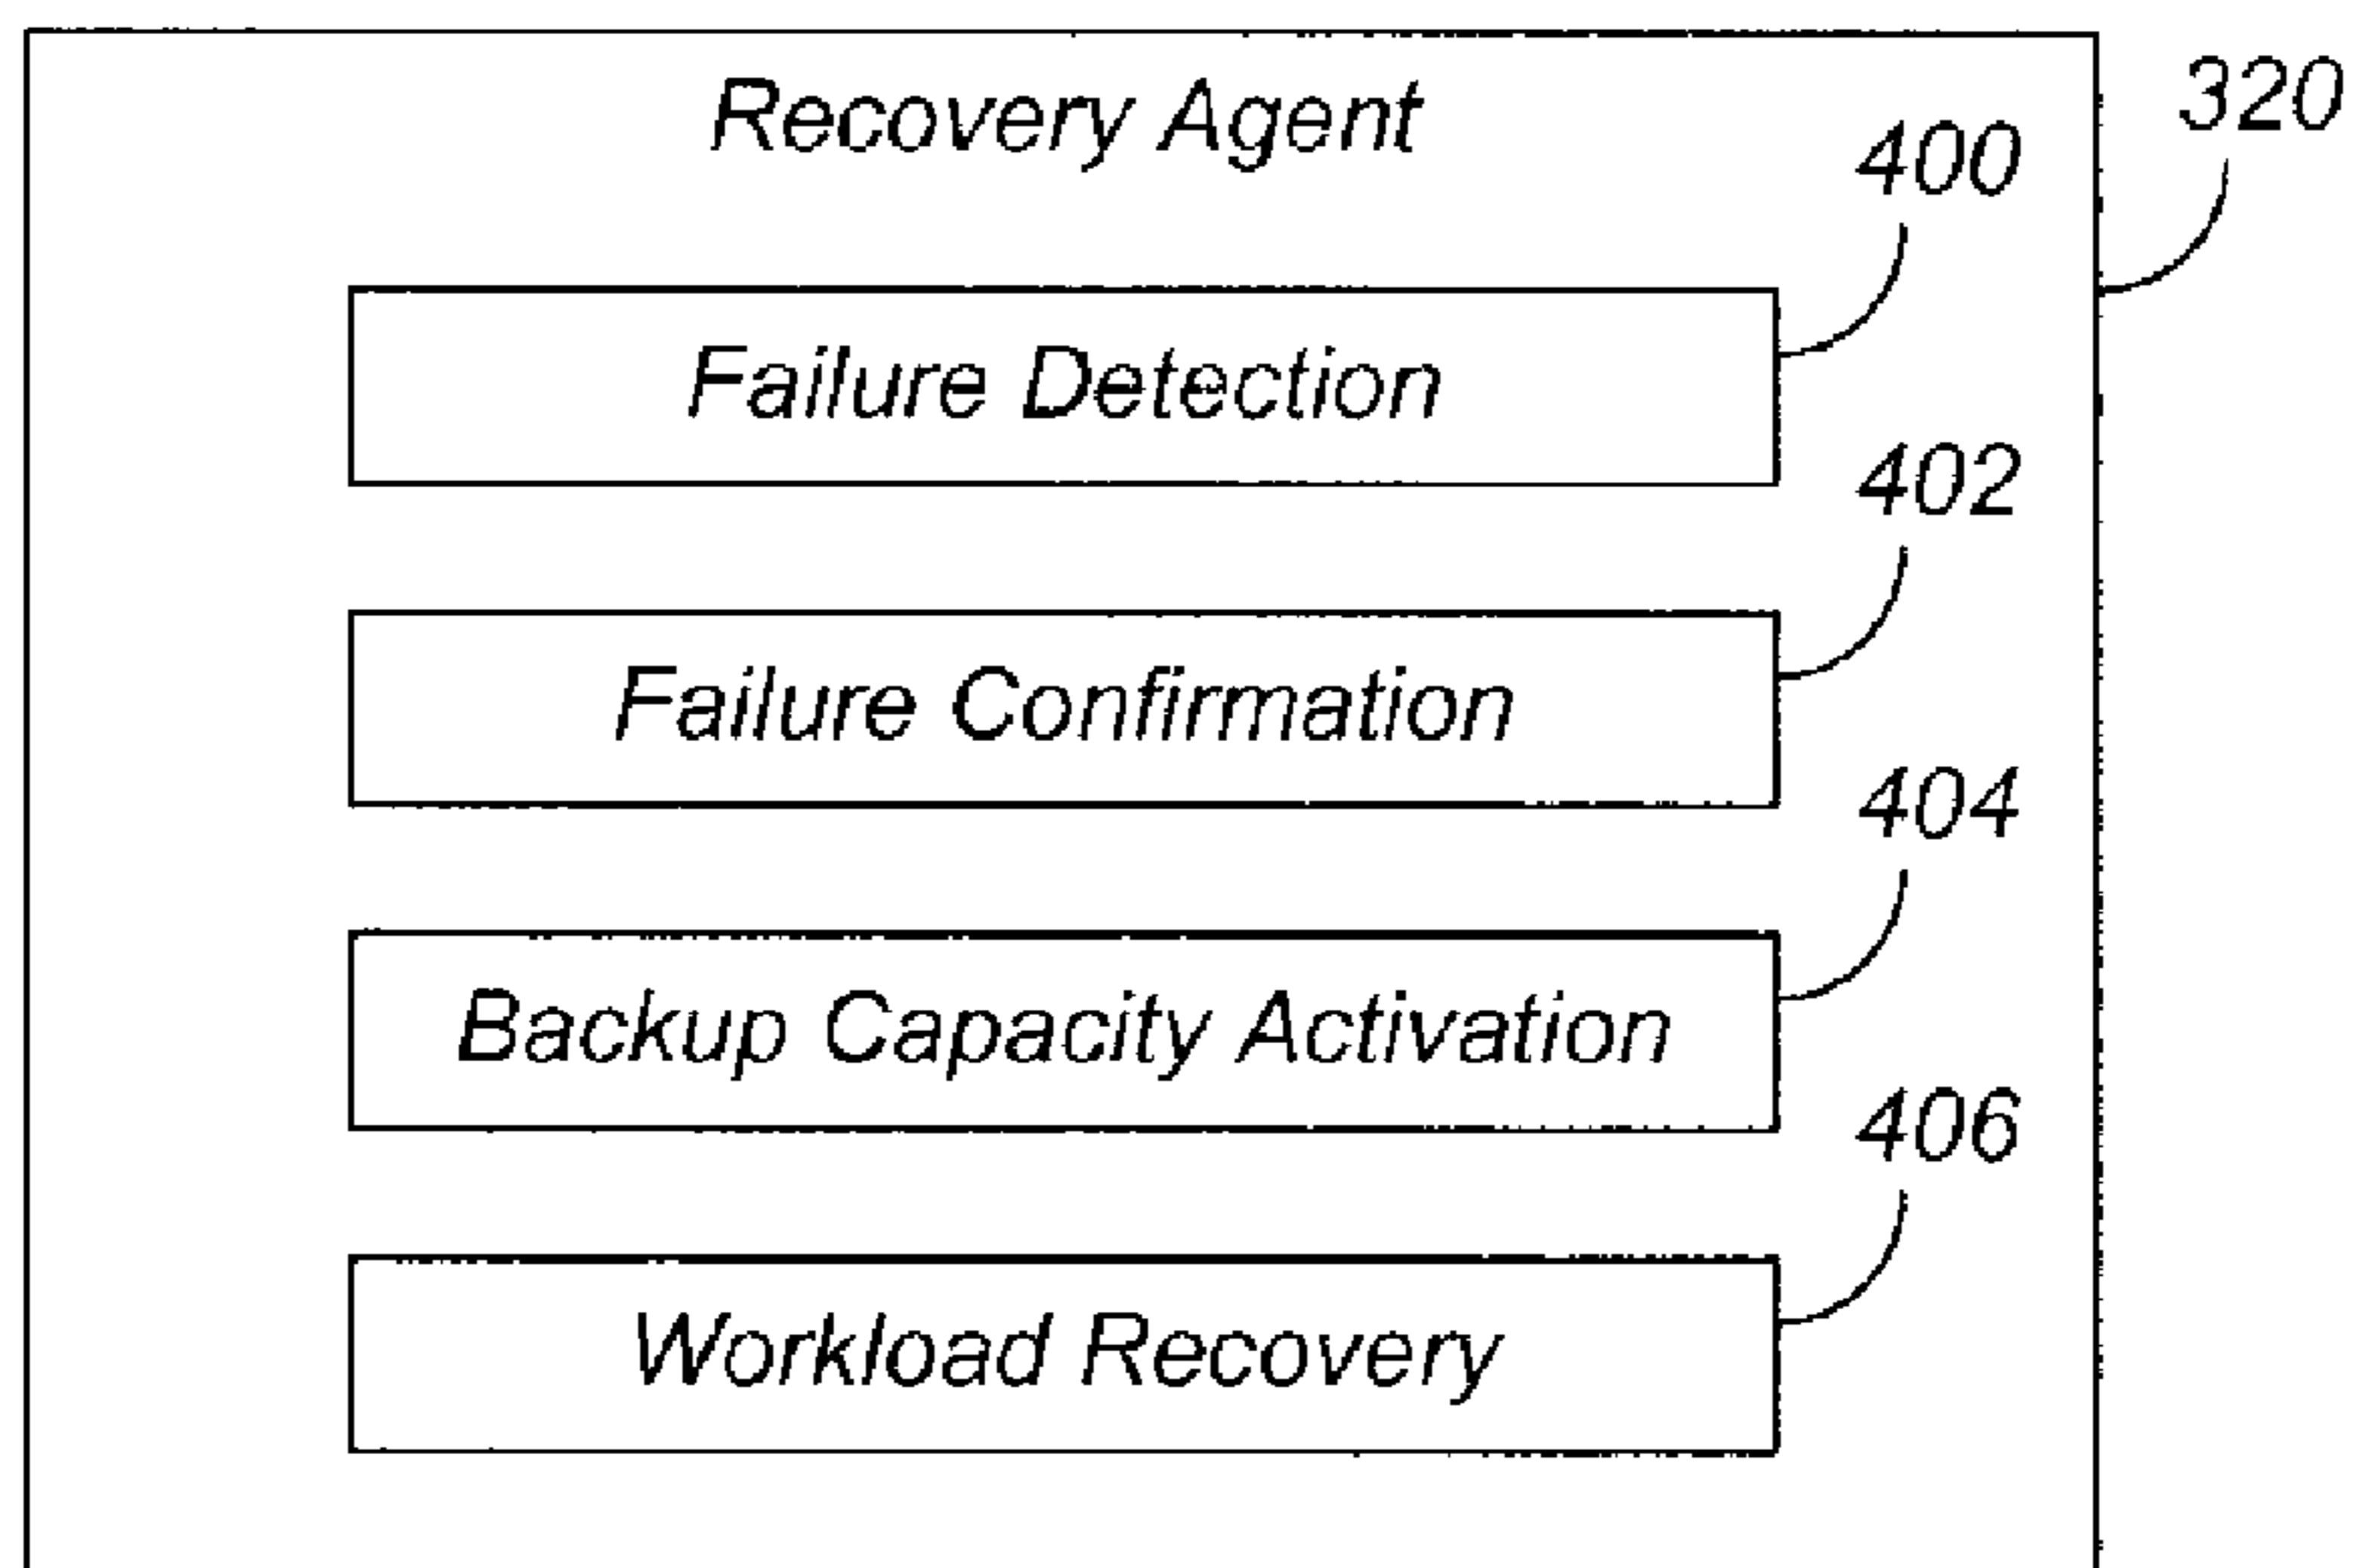 Recovery Agent
320
400
Failure Detection
402
Failure Confirmation
404
Backup Capacity Activation
406
Workload Recovery